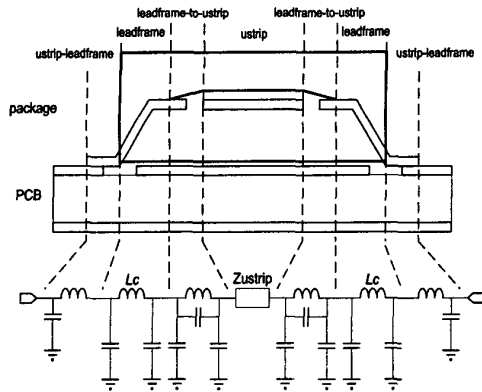 leadframe-to-ustrip leadframe-to-ustrip
leadframe ustrip leadframe
ustrip-leadframe ustrip-leadframe
package
PCB
Lc Zustrip Lc